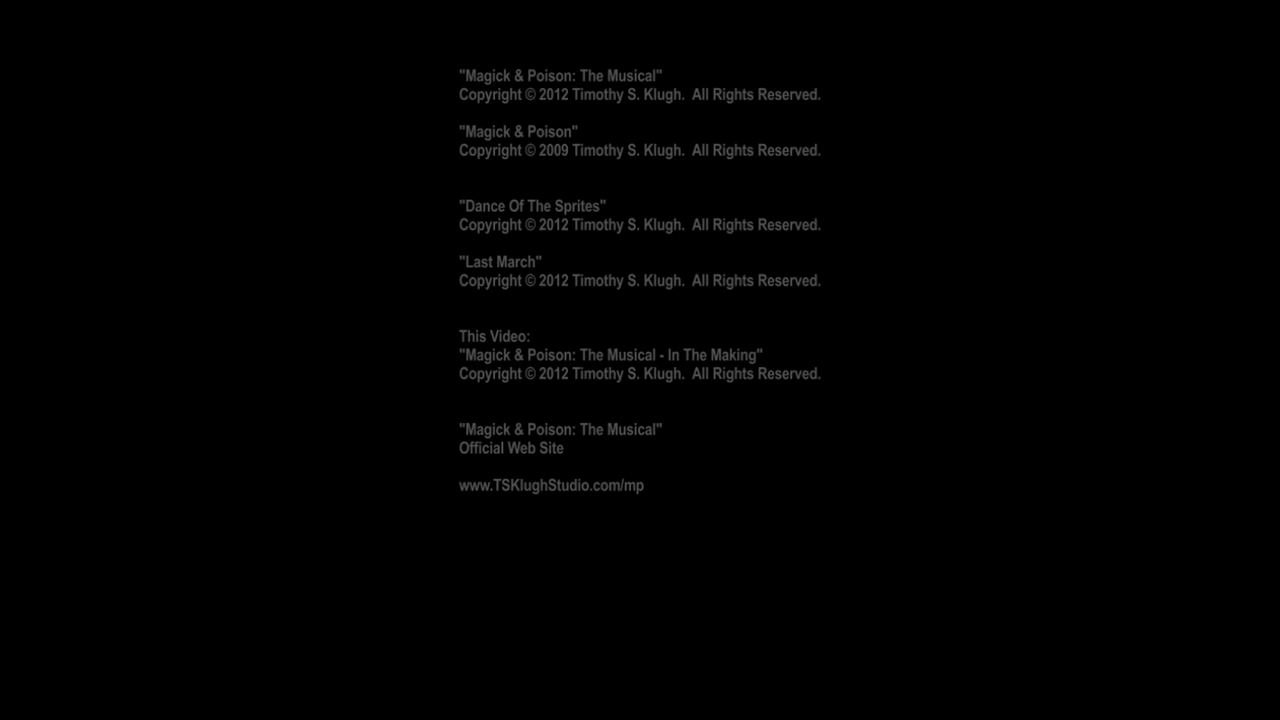 "Magick & Poison: The Musical"
Copyright © 2012 Timothy S. Klugh.  All Rights Reserved.
"Magick & Poison"
Copyright © 2009 Timothy S. Klugh.  All Rights Reserved.
"Dance Of The Sprites"
Copyright © 2012 Timothy S. Klugh.  All Rights Reserved.
"Last March"
Copyright © 2012 Timothy S. Klugh.  All Rights Reserved.
This Video:
"Magick & Poison: The Musical - In The Making"
Copyright © 2012 Timothy S. Klugh.  All Rights Reserved.
"Magick & Poison: The Musical"
Official Web Site
www.TSKlughStudio.com/mp